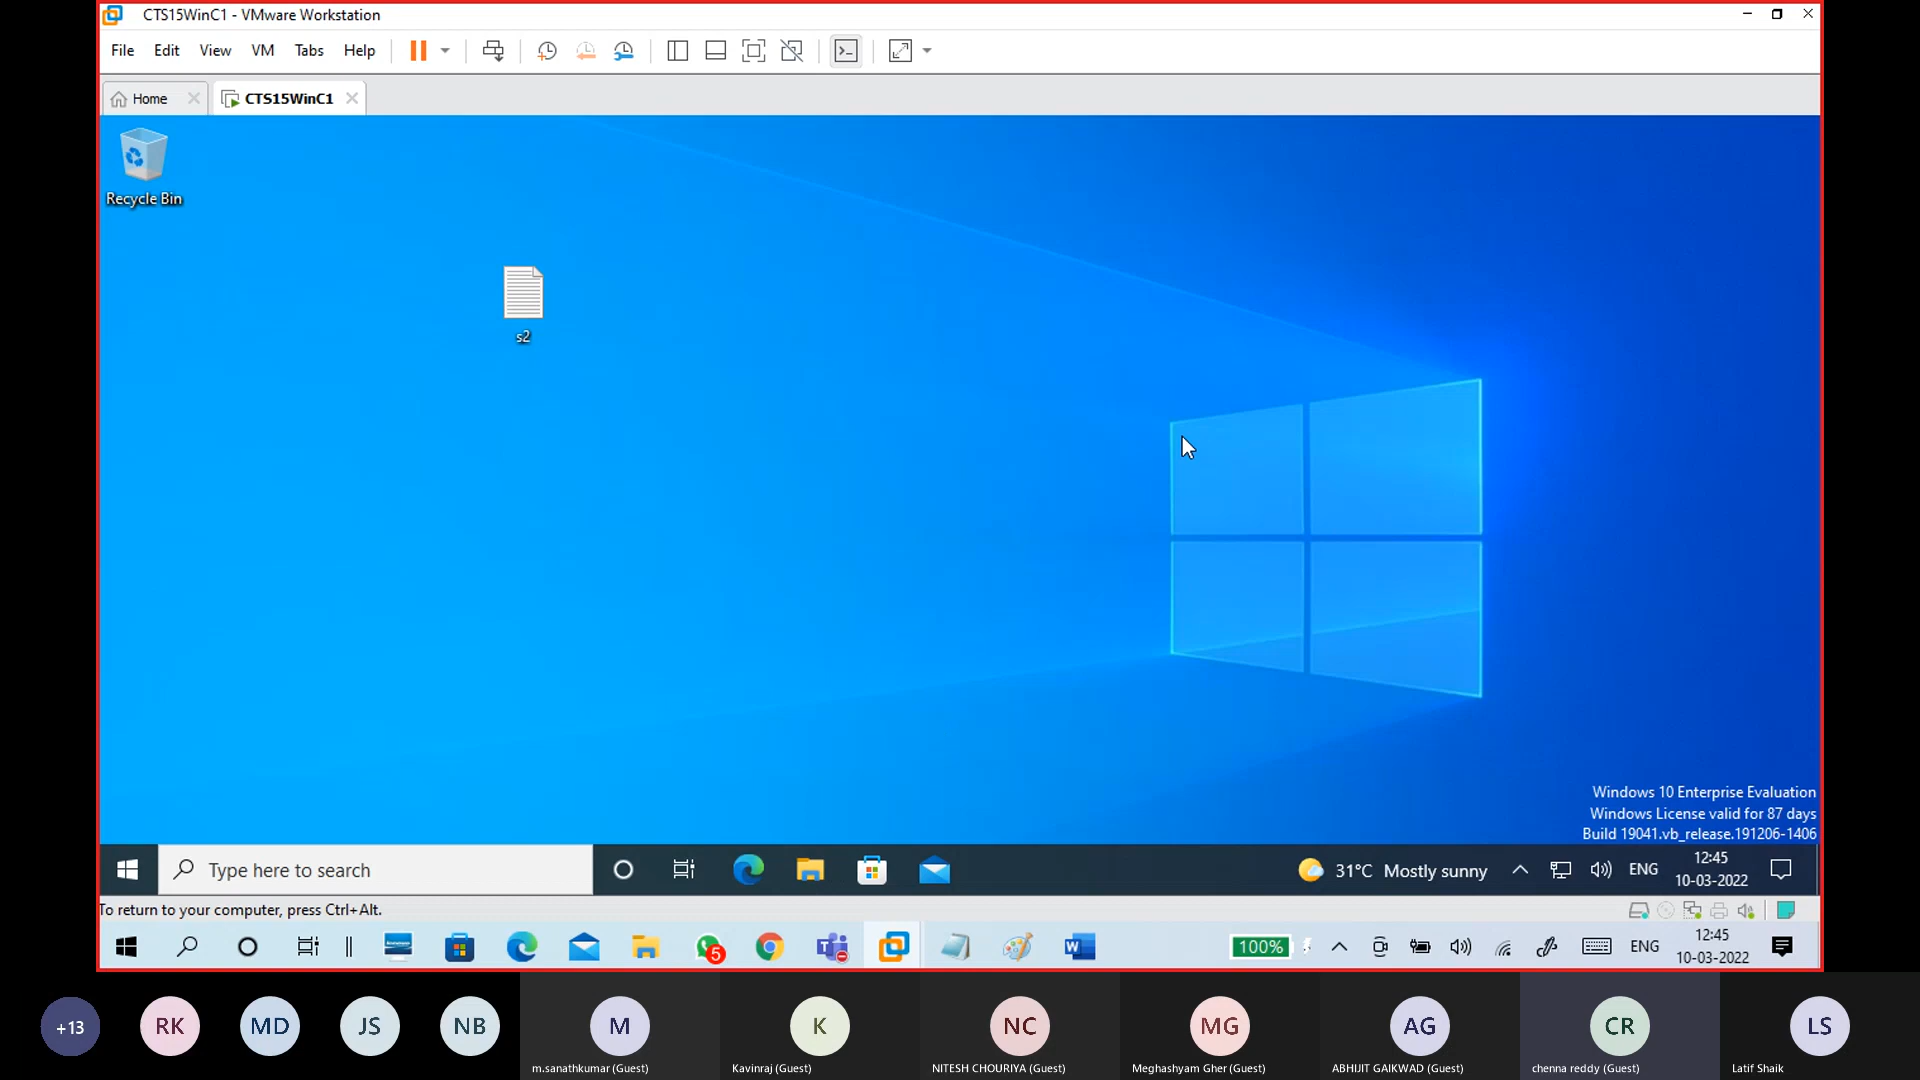 CTS15WinC1 - VMware Workstation
File Edit View VM Tabs Help
Home CTS15WinC1
Recycle Bin
s2
Windows 10 Enterprise Evaluation
Windows License valid for 87 days
Build 19041.vb_release.191206-1406
Type here to search
31°C Mostly sunny
ENG
12:45
10-03-2022
To return to your computer, press Ctrl+Alt.
5
100%
ENG
12:45
10-03-2022
+13 RK MD JS NB M K NC MG AG CR LS
m.sanathkumar (Guest) Kavinraj (Guest) NITESH CHOURIYA (Guest) Meghashyam Gher (Guest) ABHIJIT GAIKWAD (Guest) chenna reddy (Guest) Latif Shaik